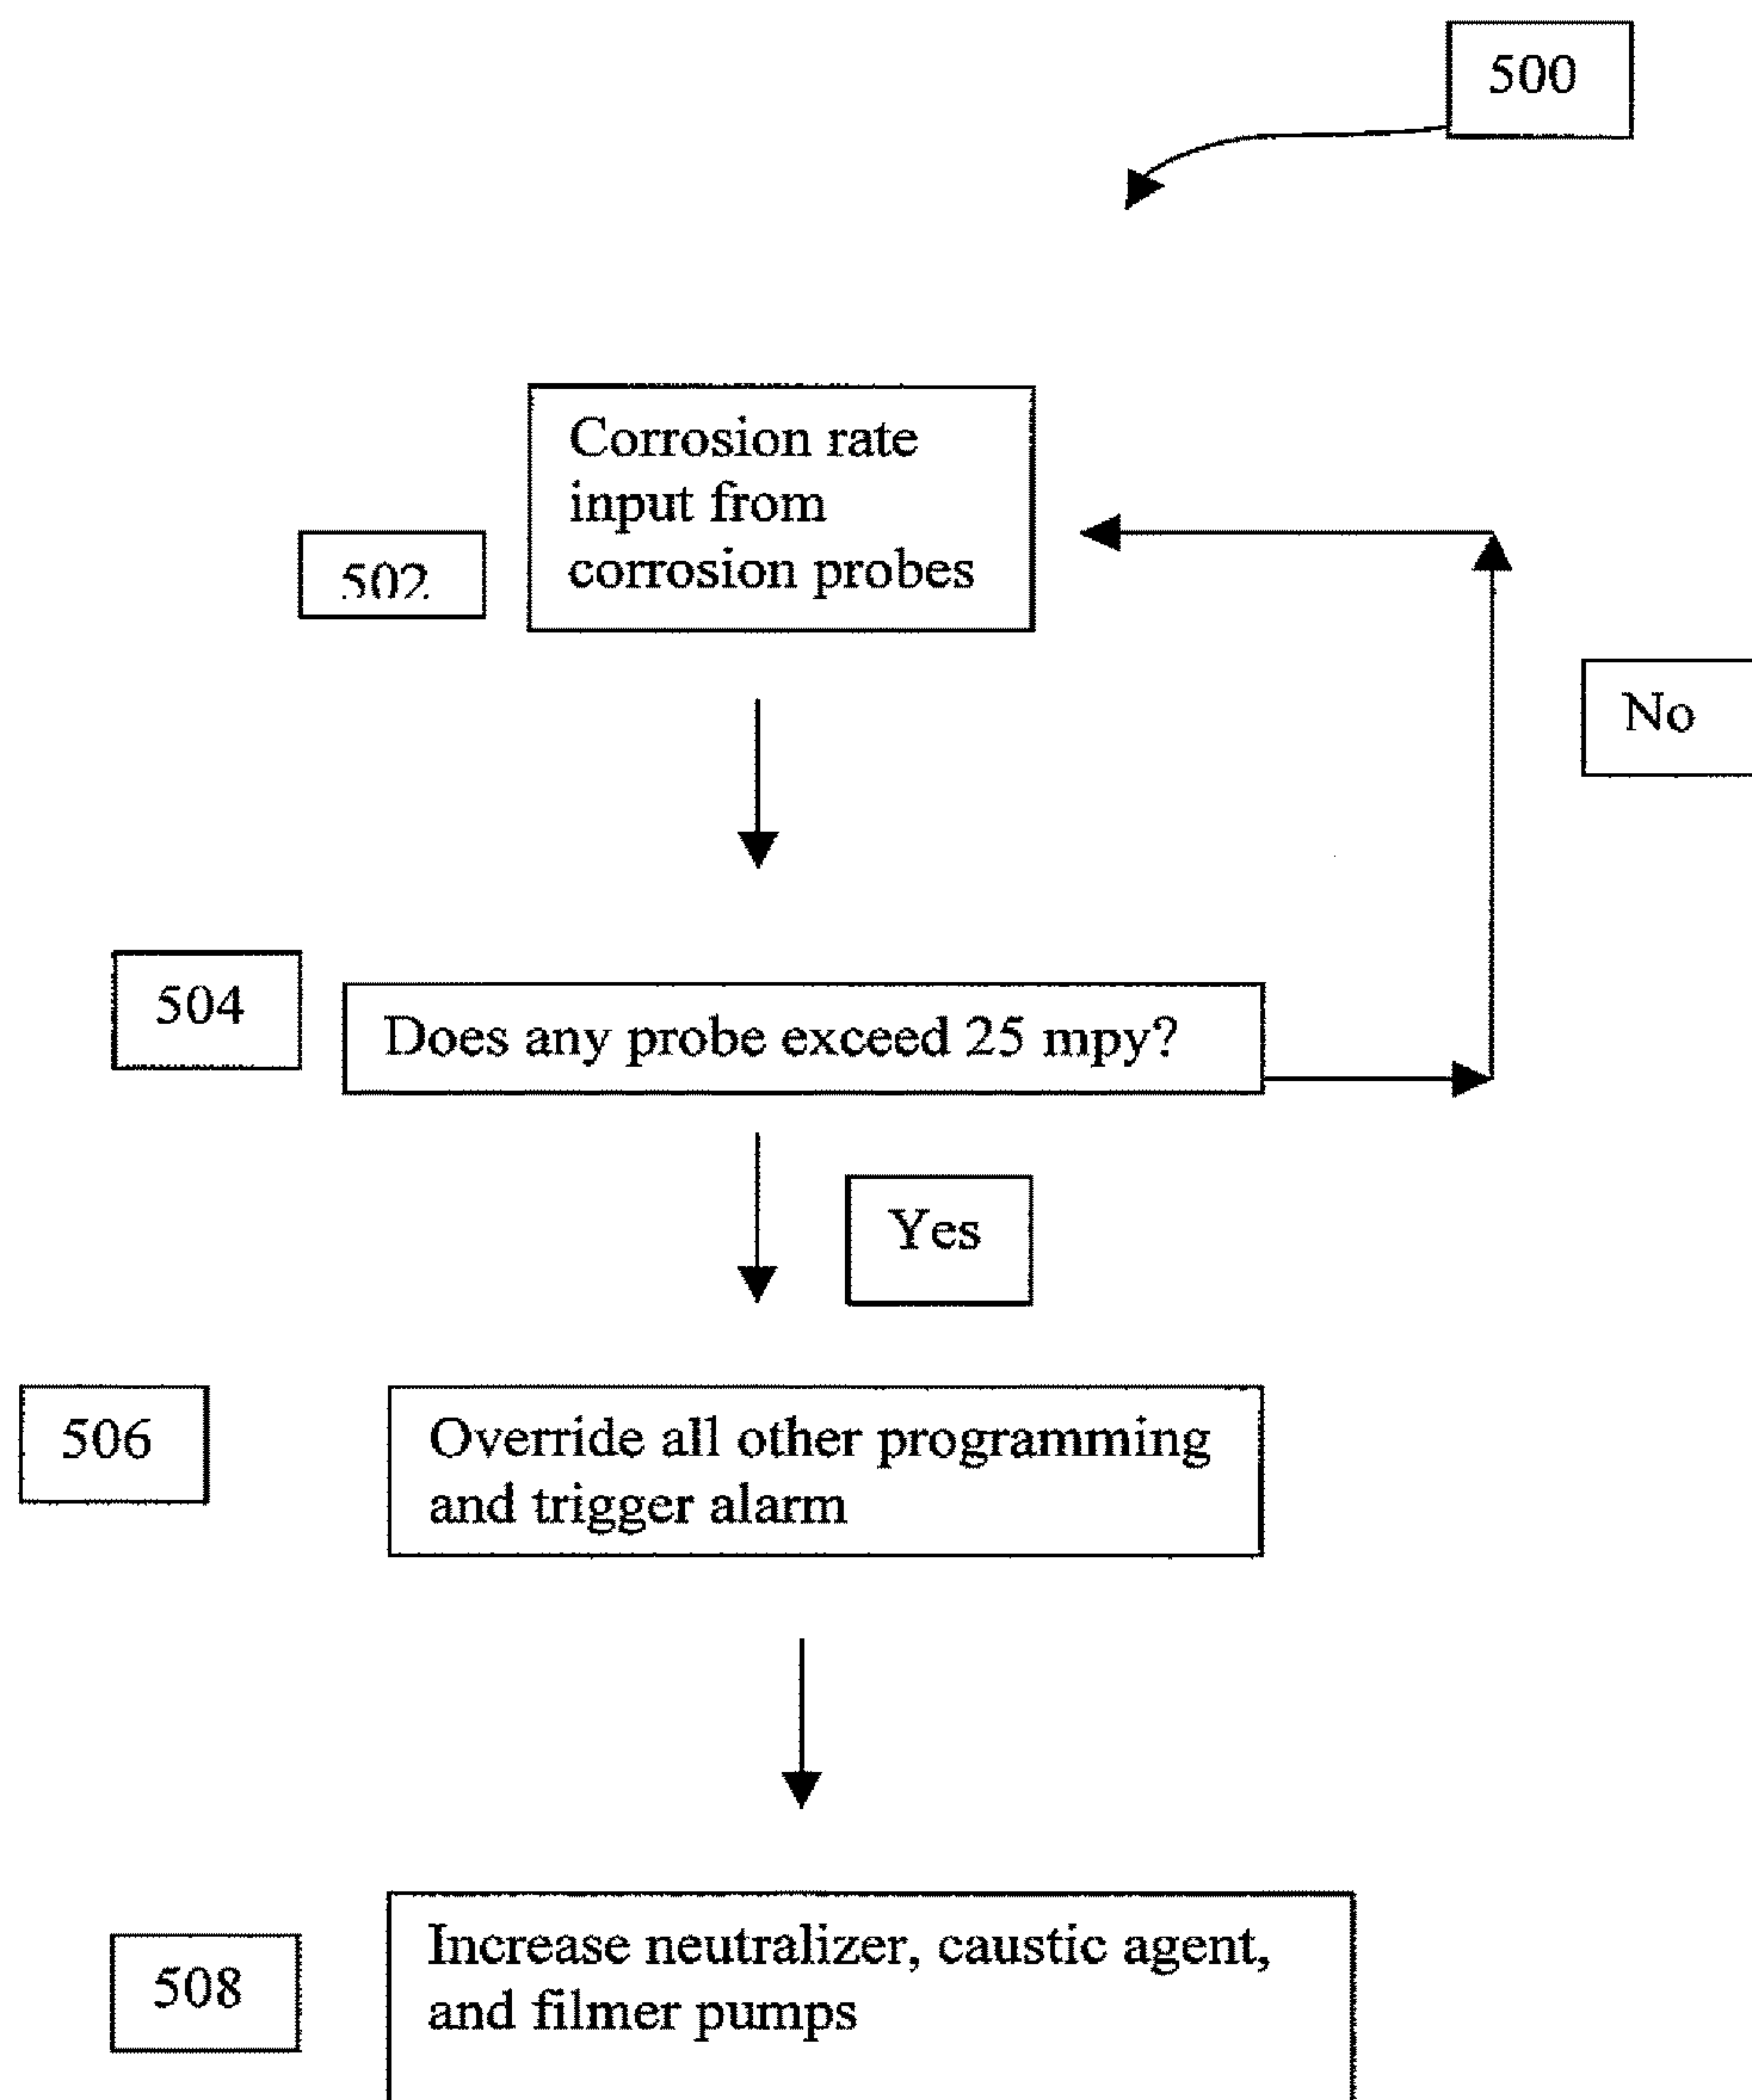 500
Corrosion rate
input from
corrosion probes
502
No
504
Does any probe exceed 25 mpy?
Yes
506
Override all other programming
and trigger alarm
508
Increase neutralizer, caustic agent,
and filmer pumps